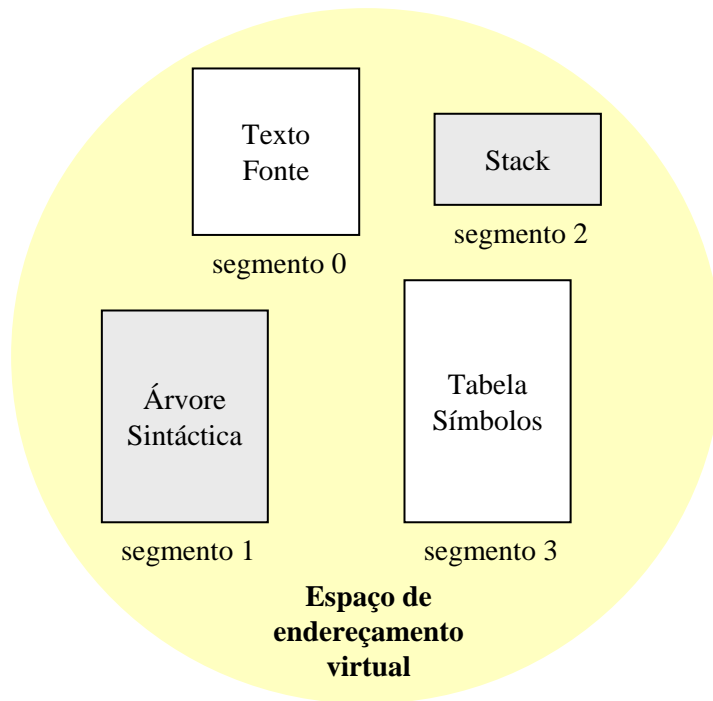 Texto
Fonte
segmento 0
Stack
segmento 2
Árvore
Sintáctica
segmento 1
Tabela
Símbolos
segmento 3
Espaço de
endereçamento
virtual